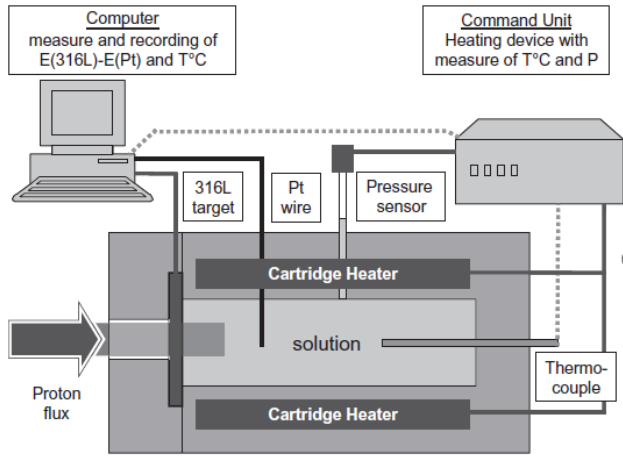 Computer
measure and recording of
E(316L)-E(Pt) and T°C
Command Unit
Heating device with
measure of T°C and P
316L
target
Pt
wire
Pressure
sensor
Cartridge Heater
solution
Proton
flux
Thermo-
couple
Cartridge Heater